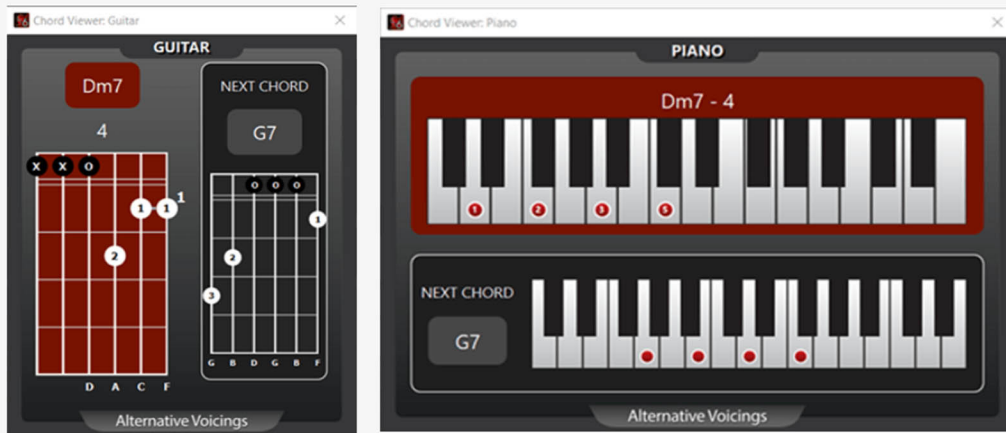 Chord Viewer: Guitar
GUITAR
Dm7
4
X X O
1 1 1
2
D A C F
NEXT CHORD
G7
O O O
1
2
3
G B D G B F
Alternative Voicings
Chord Viewer: Piano
PIANO
Dm7 - 4
1 2 3 5
NEXT CHORD
G7
Alternative Voicings